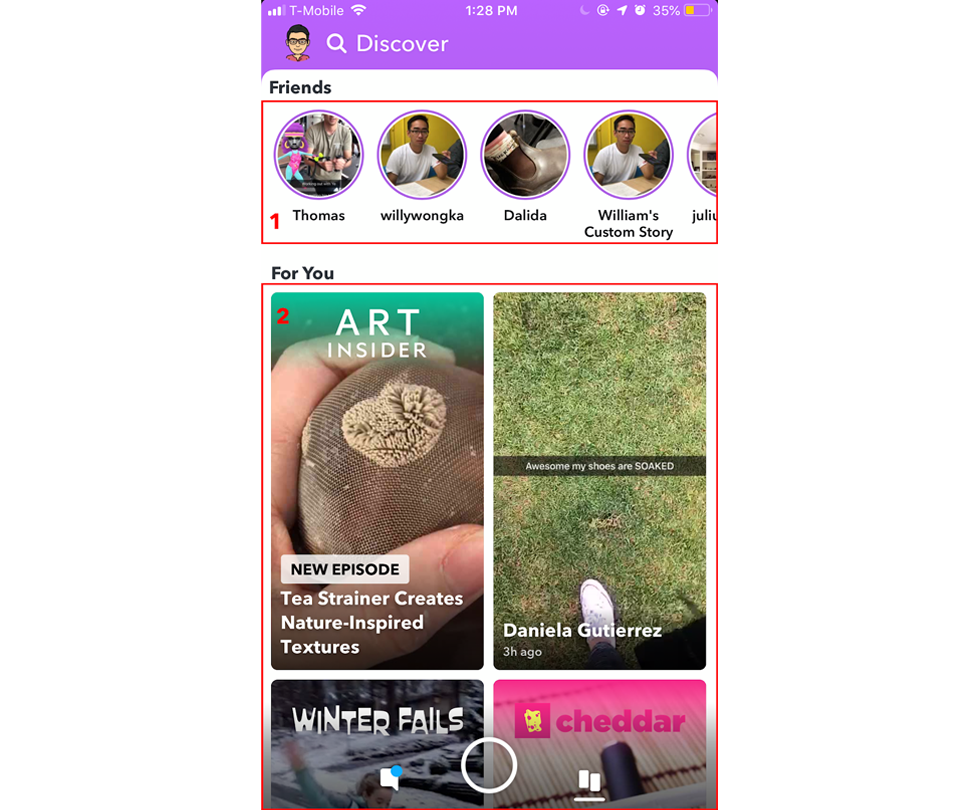 T-Mobile 1:28 PM 35%
Discover
Friends
1
Thomas willywongka Dalida William's
Custom Story
For You
2
ART
INSIDER
NEW EPISODE
Tea Strainer Creates
Nature-Inspired
Textures
Awesome my shoes are SOAKED
Daniela Gutierrez
3h ago
WINTER FAILS
cheddar